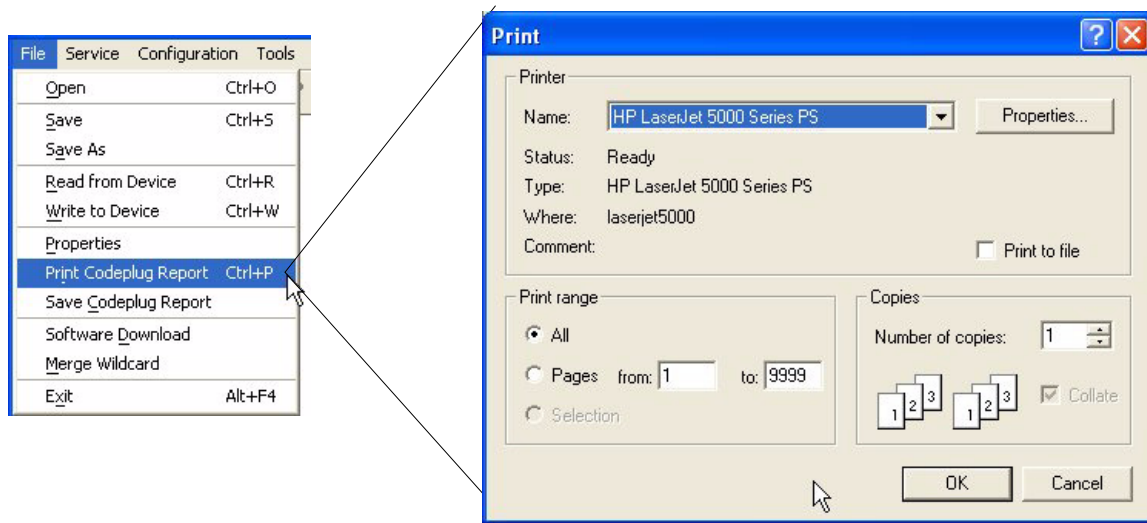 File Service Configuration Tools
Open Ctrl+O
Save Ctrl+S
Save As
Read from Device Ctrl+R
Write to Device Ctrl+W
Properties
Print Codeplug Report Ctrl+P
Save Codeplug Report
Software Download
Merge Wildcard
Exit Alt+F4
Print
Printer
Name: HP LaserJet 5000 Series PS Properties...
Status: Ready
Type: HP LaserJet 5000 Series PS
Where: laserjet5000
Comment: Print to file
Print range
All
Pages from: 1 to: 9999
Selection
Copies
Number of copies: 1
1 2 3 1 2 3 Collate
OK Cancel